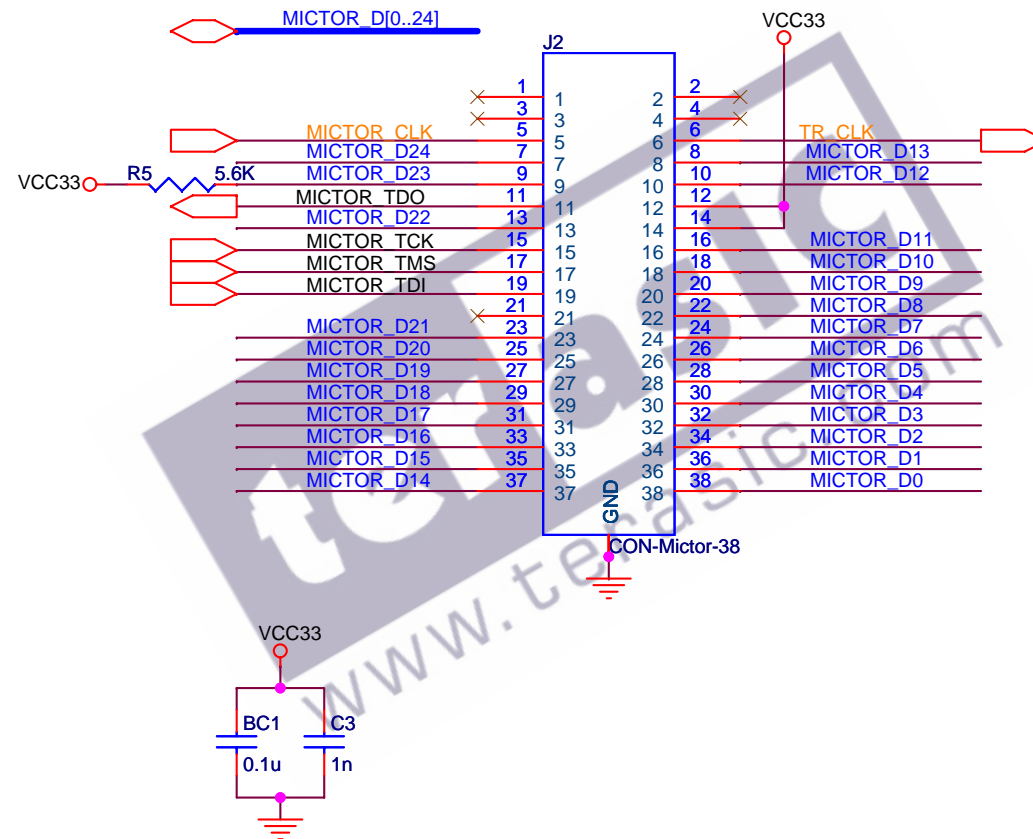 MICTOR_D[0..24]
VCC33
J2
1 1 2 2
3 3 4 4
MICTOR_CLK 5 5 6 6 TR_CLK
MICTOR_D24 7 7 8 8 MICTOR_D13
VCC33 R5 5.6K MICTOR_D23 9 9 10 10 MICTOR_D12
MICTOR_TDO 11 11 12 12
MICTOR_D22 13 13 14 14
MICTOR_TCK 15 15 16 16 MICTOR_D11
MICTOR_TMS 17 17 18 18 MICTOR_D10
MICTOR_TDI 19 19 20 20 MICTOR_D9
21 21 22 22 MICTOR_D8
MICTOR_D21 23 23 24 24 MICTOR_D7
MICTOR_D20 25 25 26 26 MICTOR_D6
MICTOR_D19 27 27 28 28 MICTOR_D5
MICTOR_D18 29 29 30 30 MICTOR_D4
MICTOR_D17 31 31 32 32 MICTOR_D3
MICTOR_D16 33 33 34 34 MICTOR_D2
MICTOR_D15 35 35 36 36 MICTOR_D1
MICTOR_D14 37 37 38 38 MICTOR_D0
GND
CON-Mictor-38
VCC33
BC1 C3
0.1u 1n
terasic
www.terasic.com